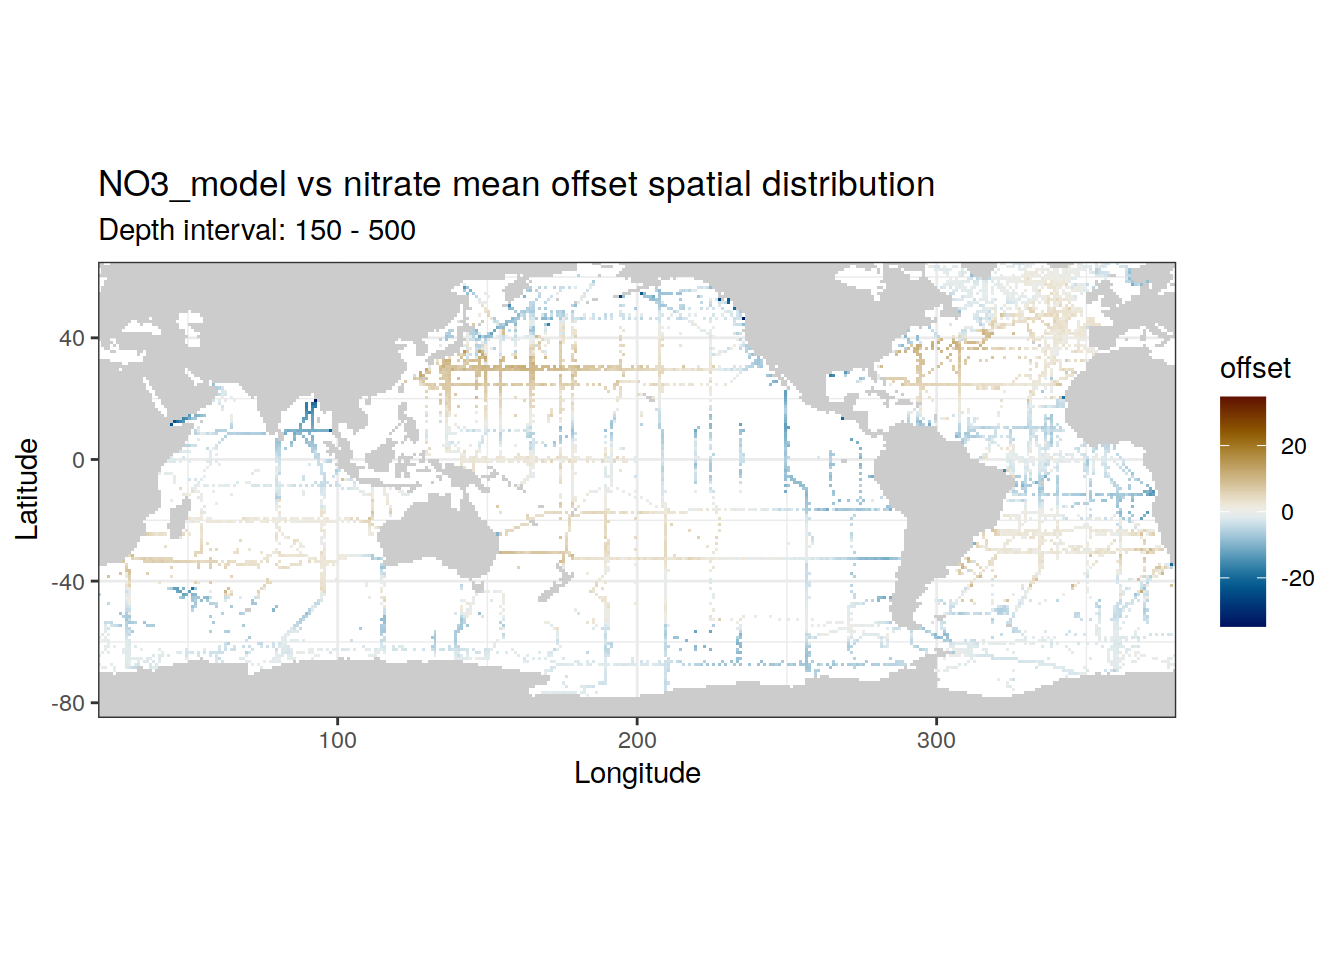 NO3_model vs nitrate mean offset spatial distribution
Depth interval: 150 - 500
offset
20
0
-20
40
0
-40
-80
Latitude
100
200
300
Longitude